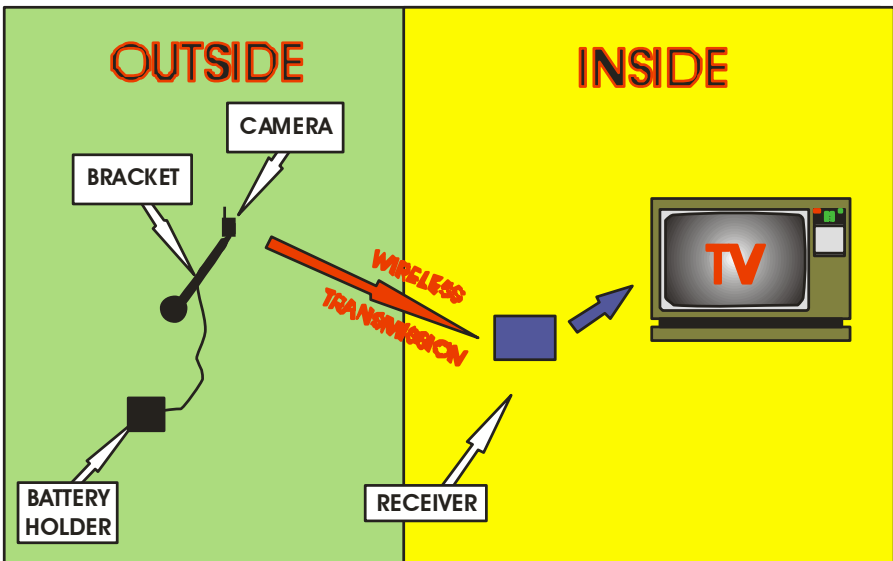 OUTSIDE
INSIDE
CAMERA
BRACKET
WIRELESS
TRANSMISSION
TV
BATTERY
HOLDER
RECEIVER